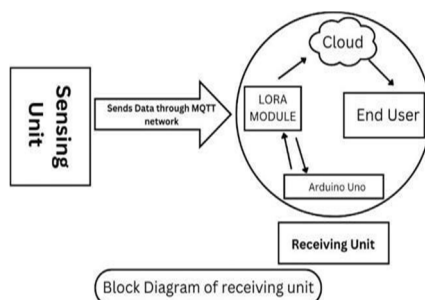 Sensing
Unit
Sends Data through MQTT
network
Cloud
LORA
MODULE
End User
Arduino Uno
Receiving Unit
Block Diagram of receiving unit